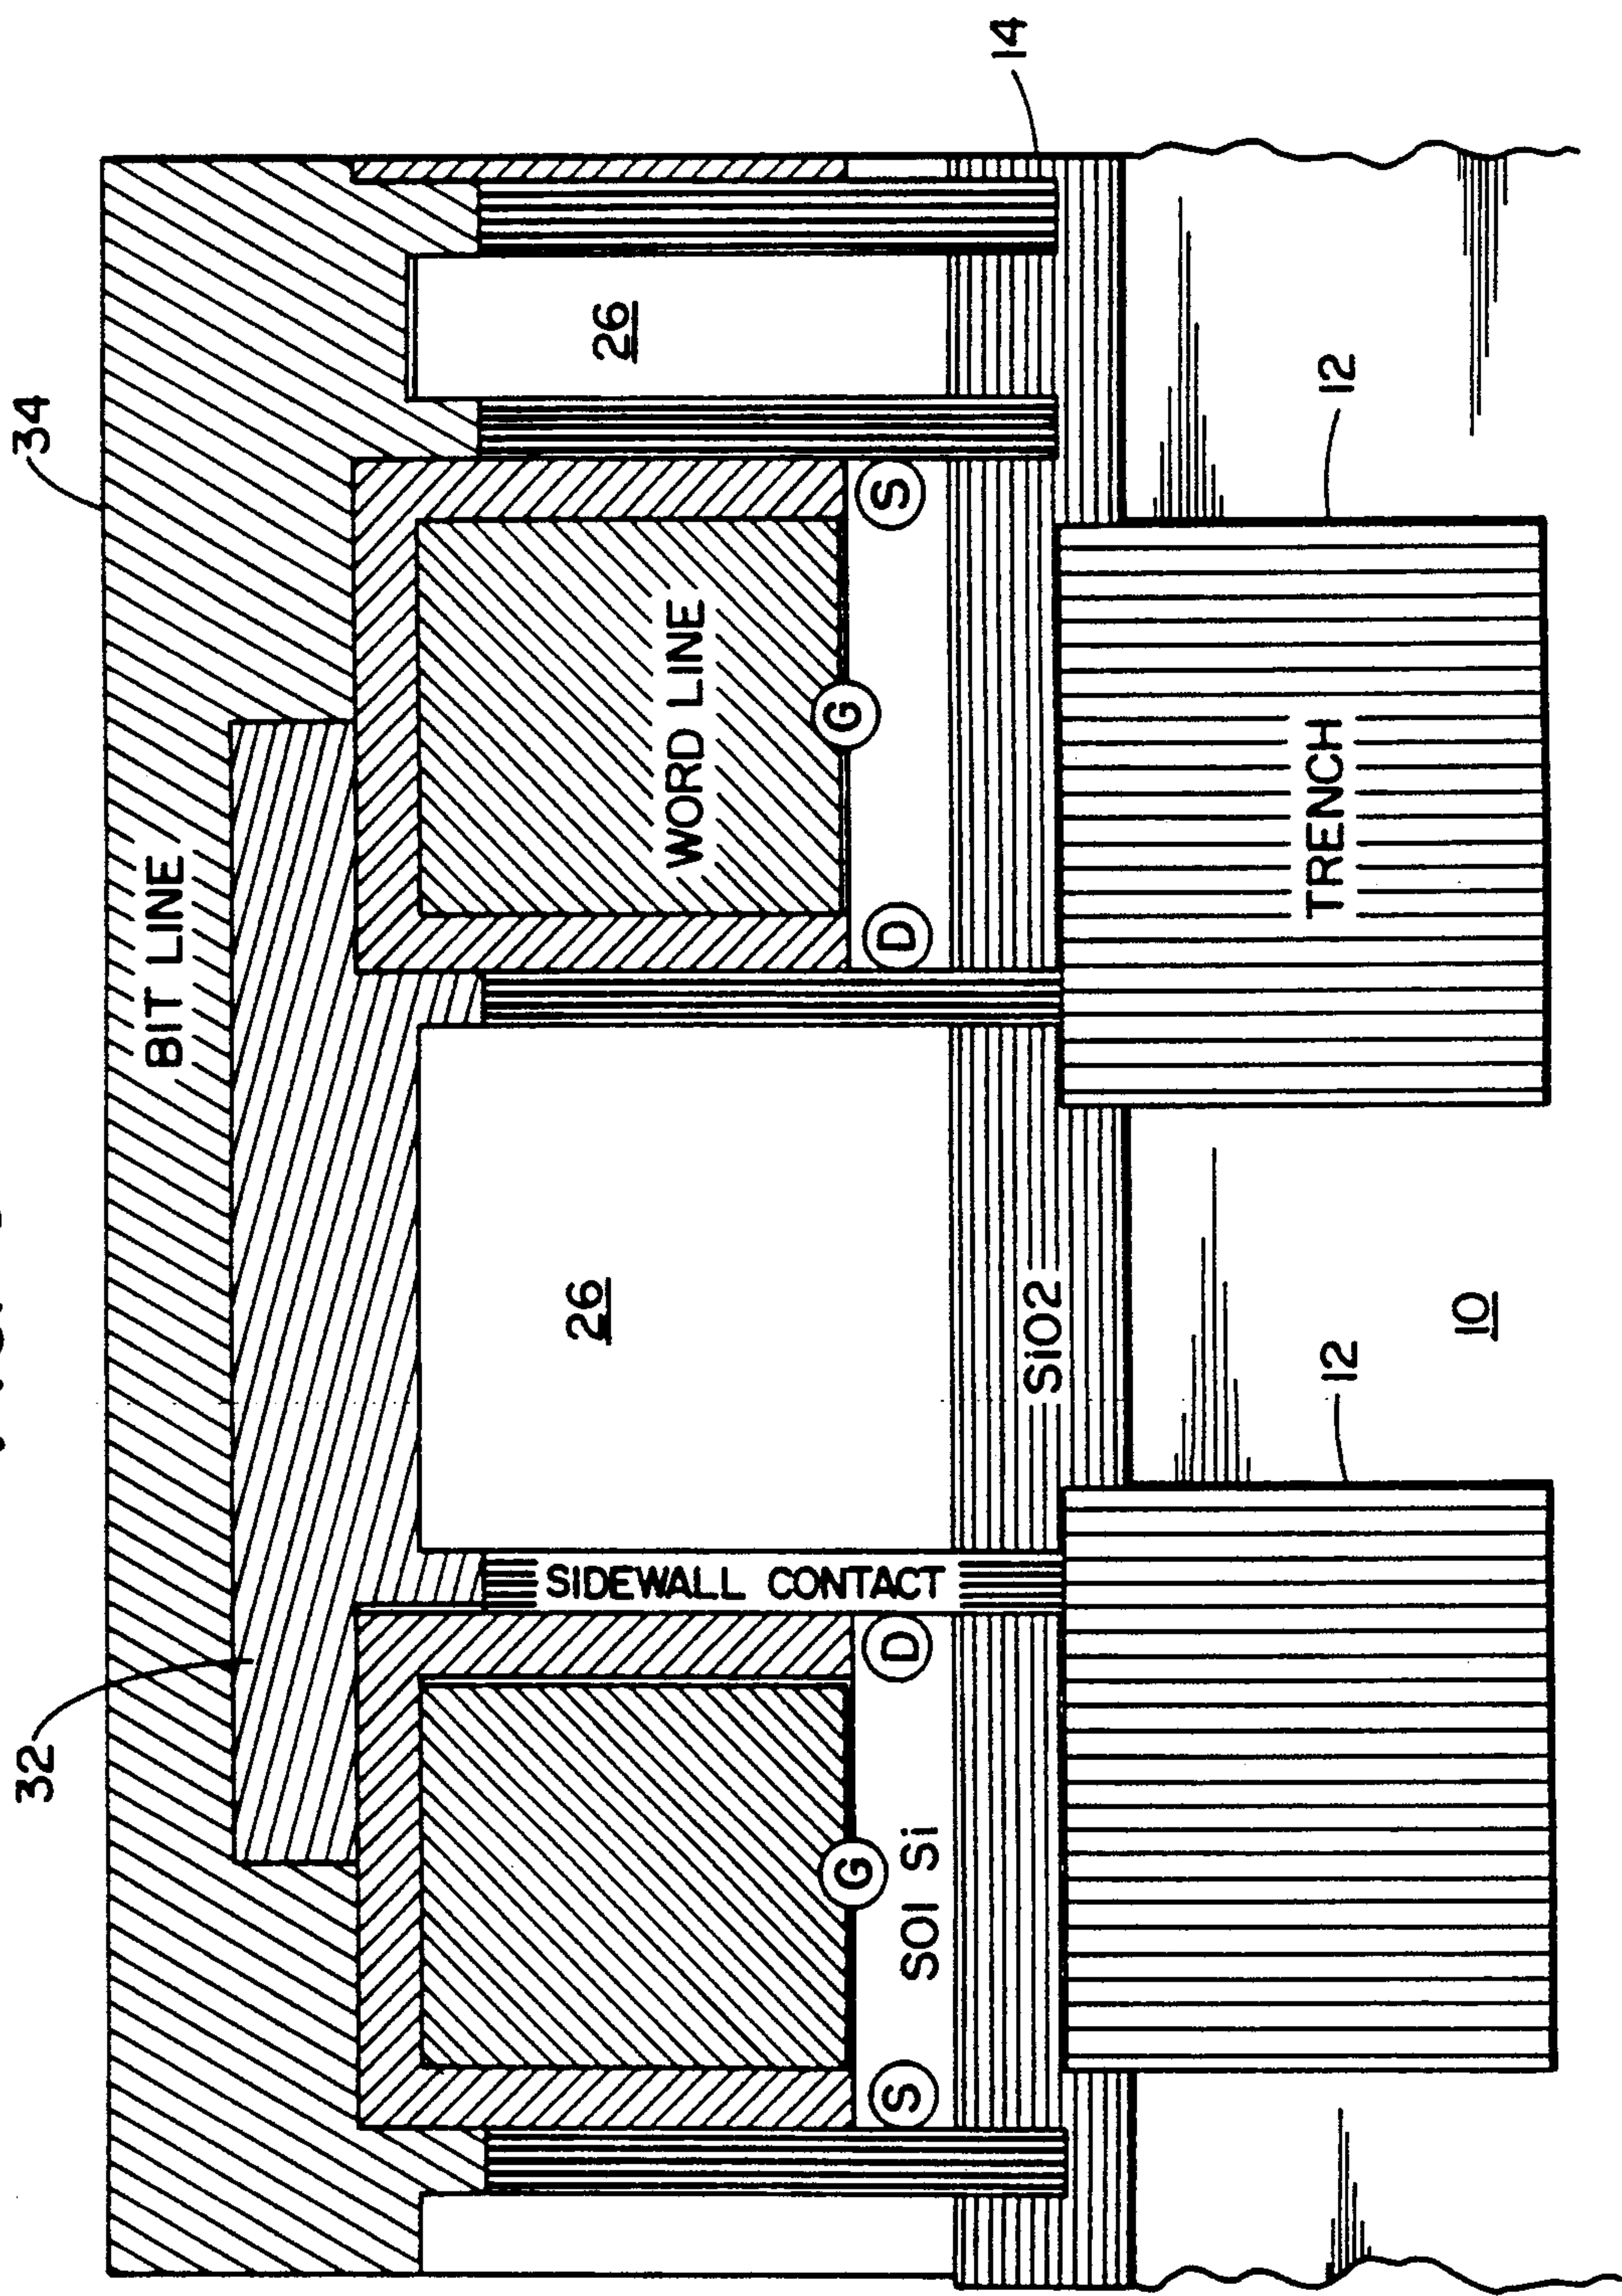 32
34
BIT LINE
26
26
WORD LINE
SIDEWALL CONTACT
G
G
S
D
D
S
SOI Si
SiO2
14
12
12
TRENCH
10